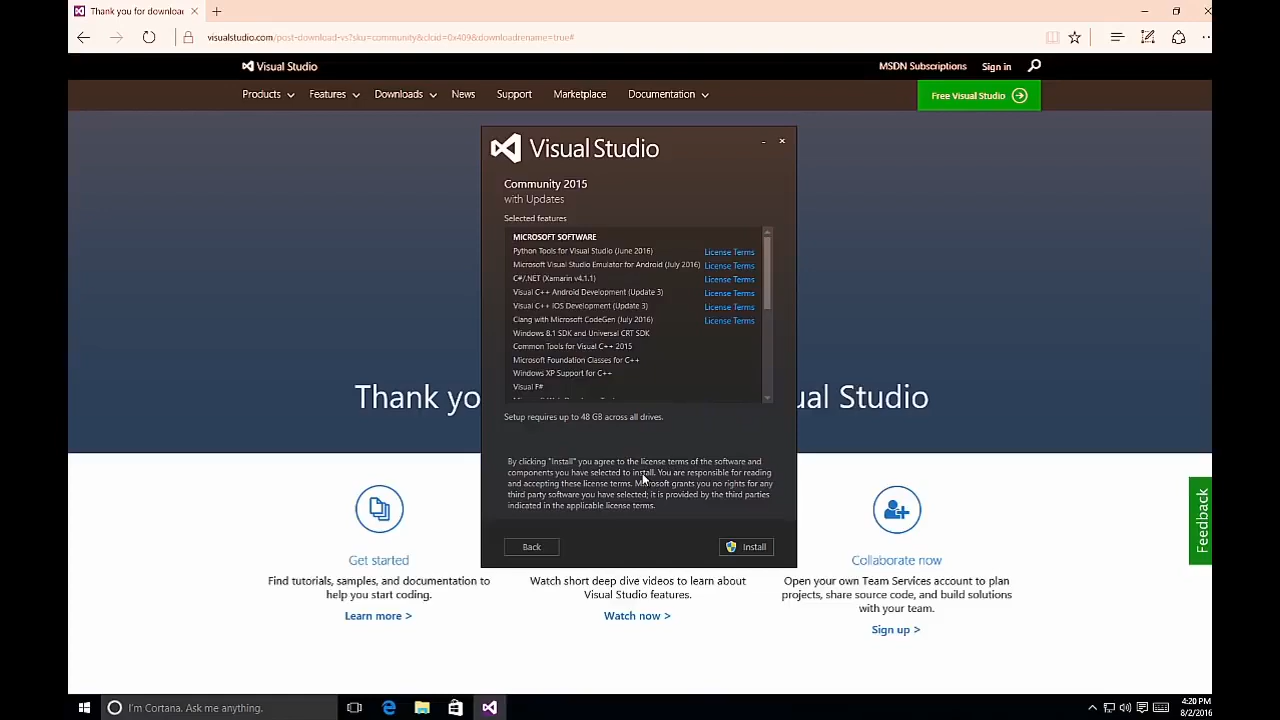 Thank you for downloa
visualstudio.com/post-download-vs?sku=community&clcid=0x409&downloadrename=true#
Visual Studio
MSDN Subscriptions Sign in
Products Features Downloads News Support Marketplace Documentation
Free Visual Studio
Visual Studio
Community 2015
with Updates
Selected features
MICROSOFT SOFTWARE
Python Tools for Visual Studio (June 2016) License Terms
Microsoft Visual Studio Emulator for Android (July 2016) License Terms
C#/.NET (Xamarin v4.1.1) License Terms
Visual C++ Android Development (Update 3) License Terms
Visual C++ iOS Development (Update 3) License Terms
Clang with Microsoft CodeGen (July 2016) License Terms
Windows 8.1 SDK and Universal CRT SDK
Common Tools for Visual C++ 2015
Microsoft Foundation Classes for C++
Windows XP Support for C++
Visual F#
Thank yo ual Studio
Setup requires up to 48 GB across all drives.
By clicking "Install" you agree to the license terms of the software and
components you have selected to install. You are responsible for reading
and accepting these license terms. Microsoft grants you no rights for any
third party software you have selected; it is provided by the third parties
indicated in the applicable license terms.
Back Install
Feedback
Get started
Find tutorials, samples, and documentation to
help you start coding.
Learn more >
Watch short deep dive videos to learn about
Visual Studio features.
Watch now >
Collaborate now
Open your own Team Services account to plan
projects, share source code, and build solutions
with your team.
Sign up >
I'm Cortana. Ask me anything.
4:20 PM
8/2/2016